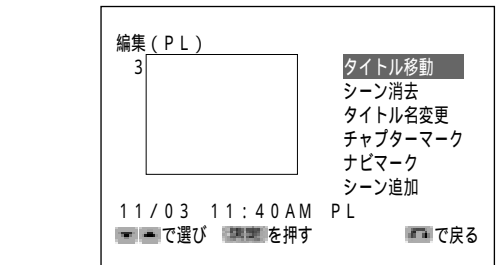 編集(PL)
3
タイトル移動
シーン消去
タイトル名変更
チャプターマーク
ナビマーク
シーン追加
11/03 11:40AM PL
で選び 決定 を押す で戻る